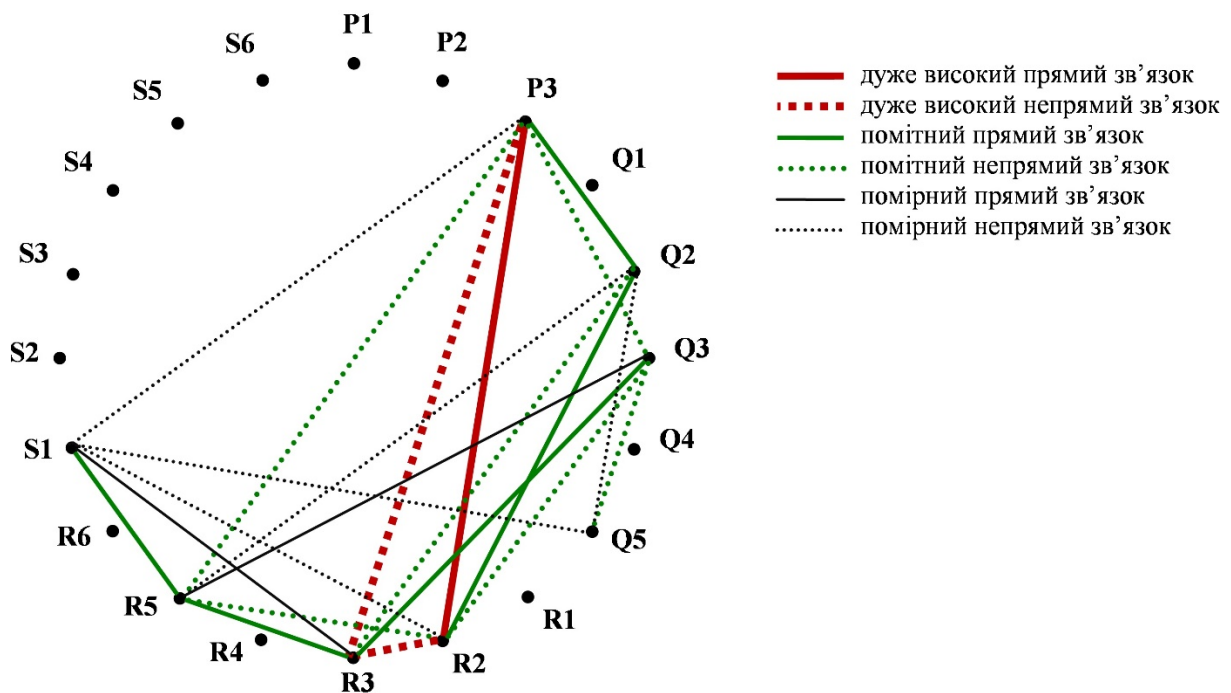 P1
P2
P3
Q1
Q2
Q3
Q4
Q5
R1
R2
R3
R4
R5
R6
S1
S2
S3
S4
S5
S6
дуже високий прямий зв’язок
дуже високий непрямий зв’язок
помітний прямий зв’язок
помітний непрямий зв’язок
помірний прямий зв’язок
помірний непрямий зв’язок